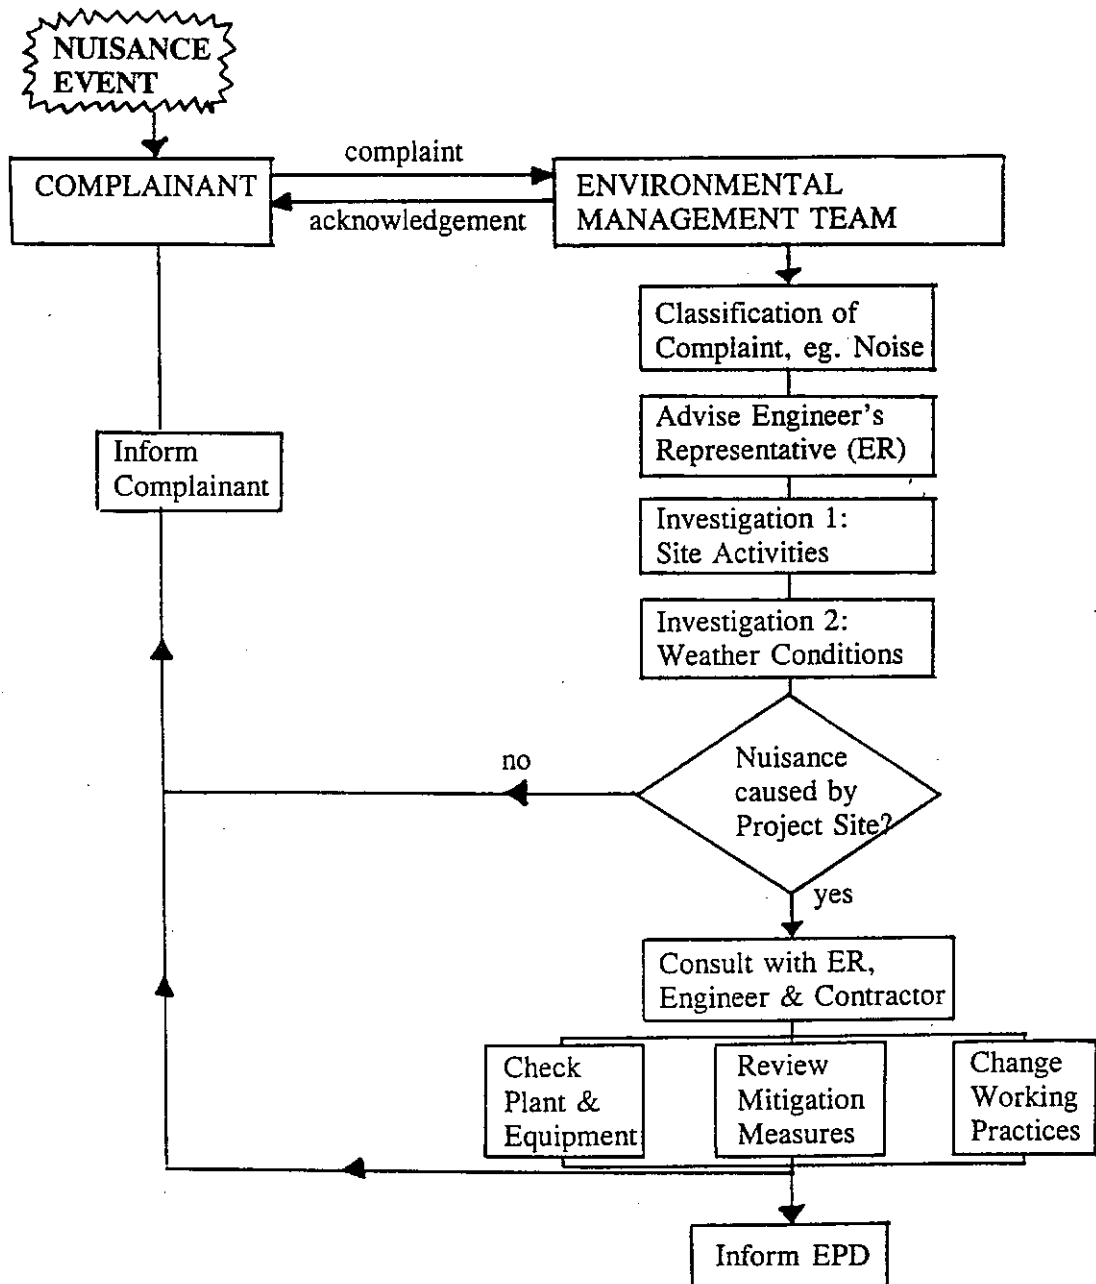 NUISANCE
EVENT
COMPLAINANT
complaint
acknowledgement
ENVIRONMENTAL
MANAGEMENT TEAM
Classification of
Complaint, eg. Noise
Advise Engineer's
Representative (ER)
Inform
Complainant
Investigation 1:
Site Activities
Investigation 2:
Weather Conditions
no
Nuisance
caused by
Project Site?
yes
Consult with ER,
Engineer & Contractor
Check
Plant &
Equipment
Review
Mitigation
Measures
Change
Working
Practices
Inform EPD